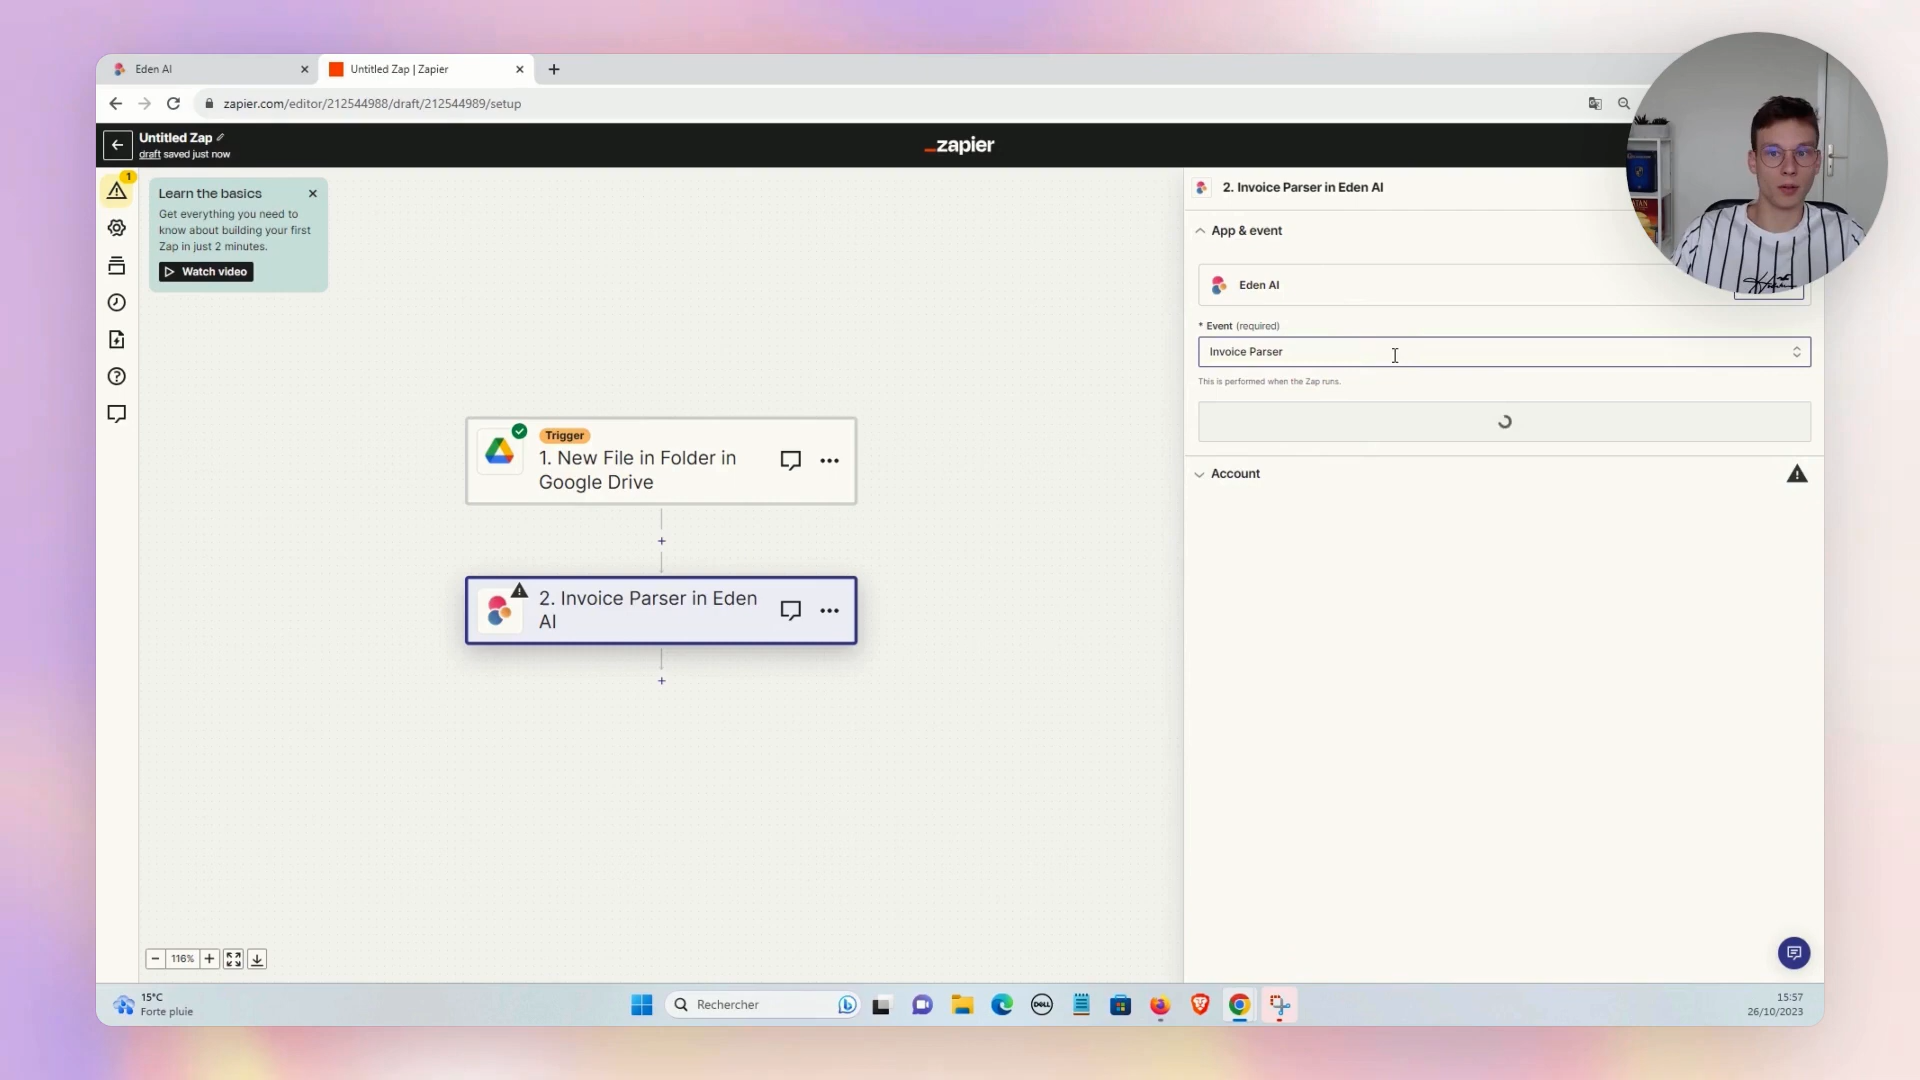 Eden AI
Untitled Zap | Zapier
zapier.com/editor/212544988/draft/212544989/setup
Untitled Zap
draft saved just now
_zapier
1
Learn the basics
Get everything you need to
know about building your first
Zap in just 2 minutes.
Watch video
Trigger
1. New File in Folder in
Google Drive
2. Invoice Parser in Eden
AI
2. Invoice Parser in Eden AI
App & event
Eden AI
* Event (required)
Invoice Parser
This is performed when the Zap runs.
Account
116%
15°C
Forte pluie
Rechercher
DELL
15:57
26/10/2023